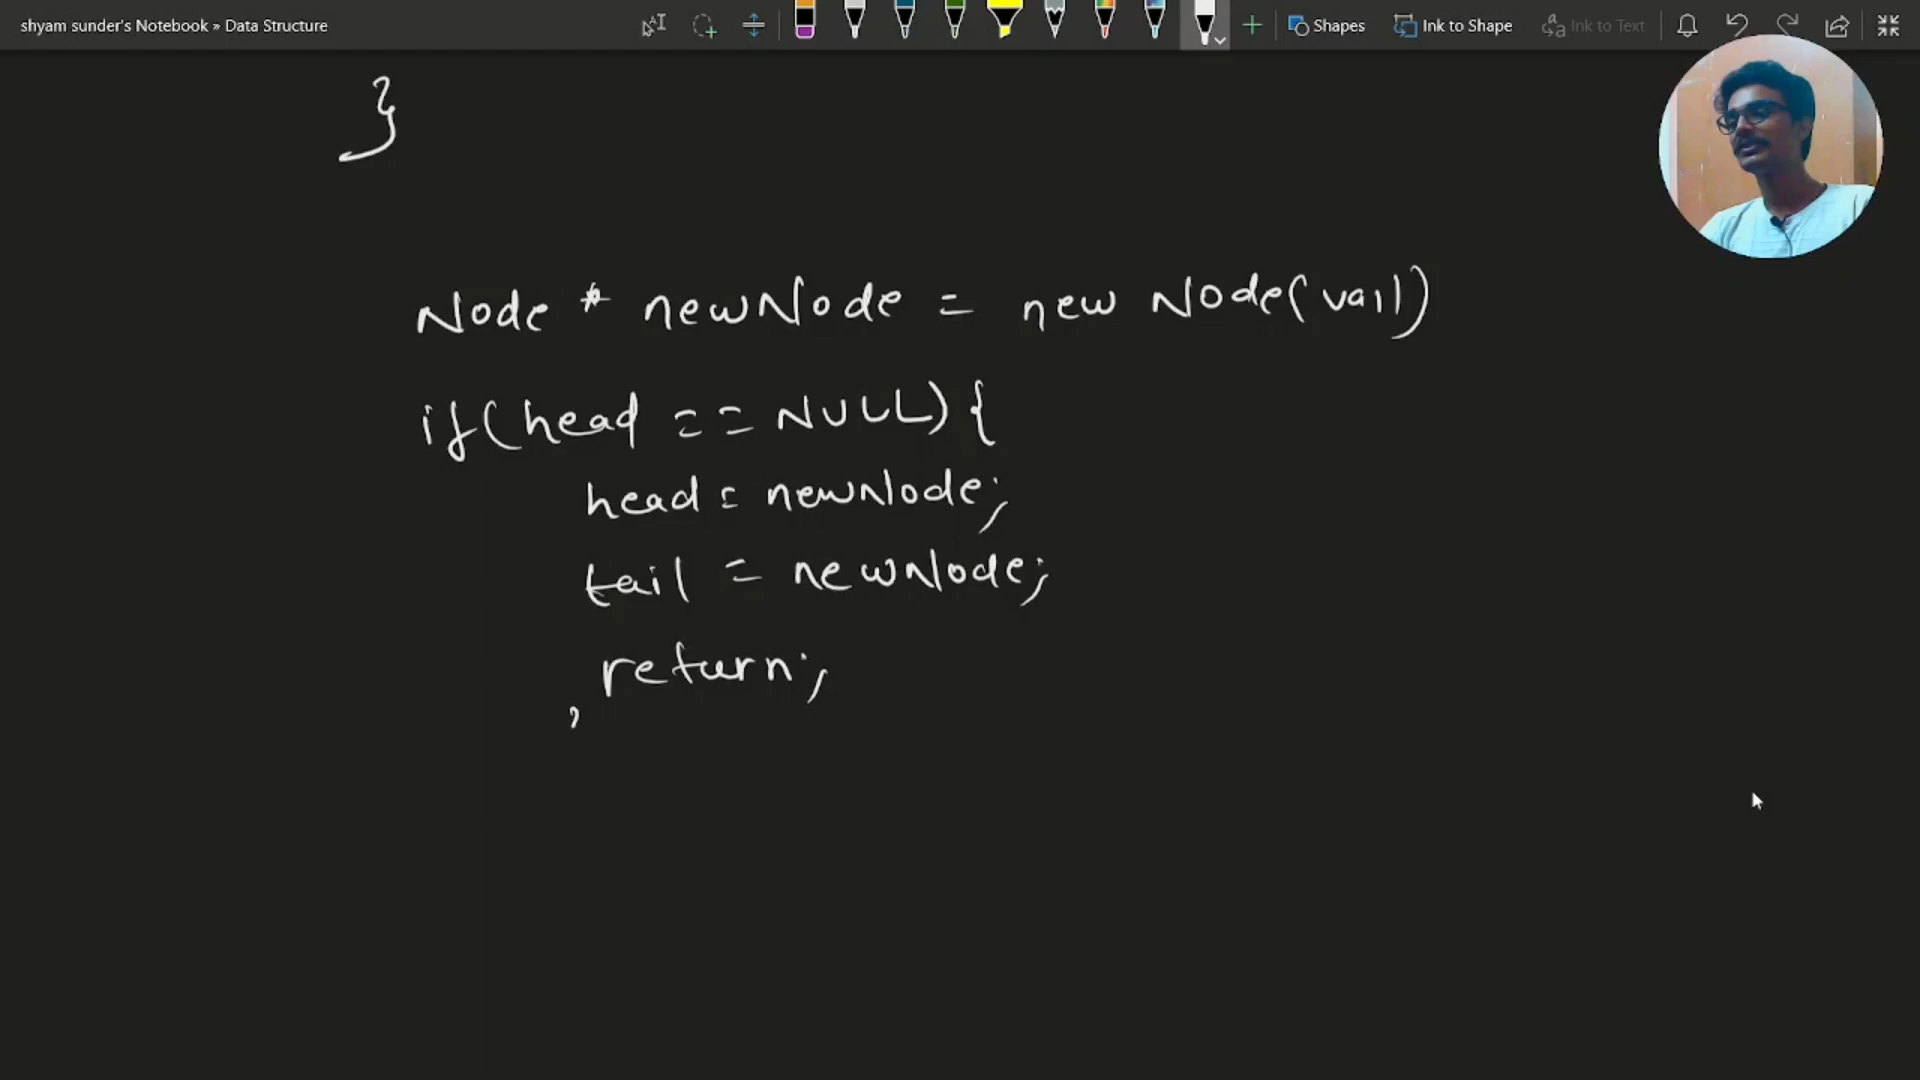 shyam sunder's Notebook » Data Structure
Shapes
Ink to Shape
Ink to Text
}
Node * newNode = new Node(val)
if(head == NULL){
head = newNode;
tail = newNode;
return;
,